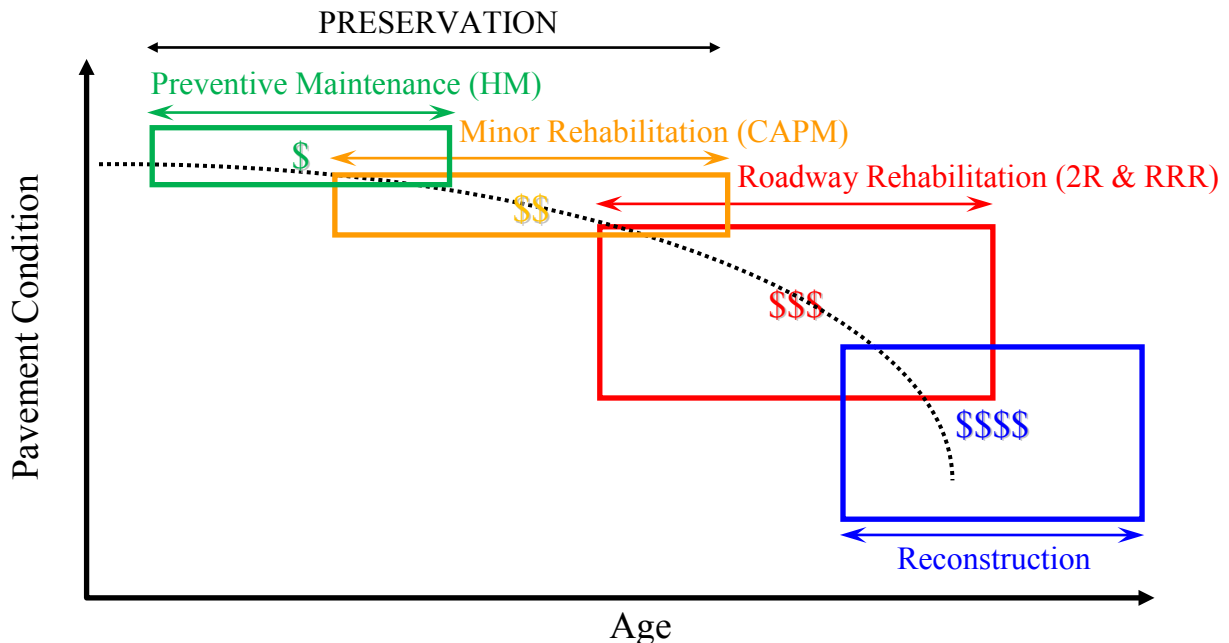 PRESERVATION
Preventive Maintenance (HM)
Minor Rehabilitation (CAPM)
Roadway Rehabilitation (2R & RRR)
$
$$
$$$
$$$$
Reconstruction
Pavement Condition
Age